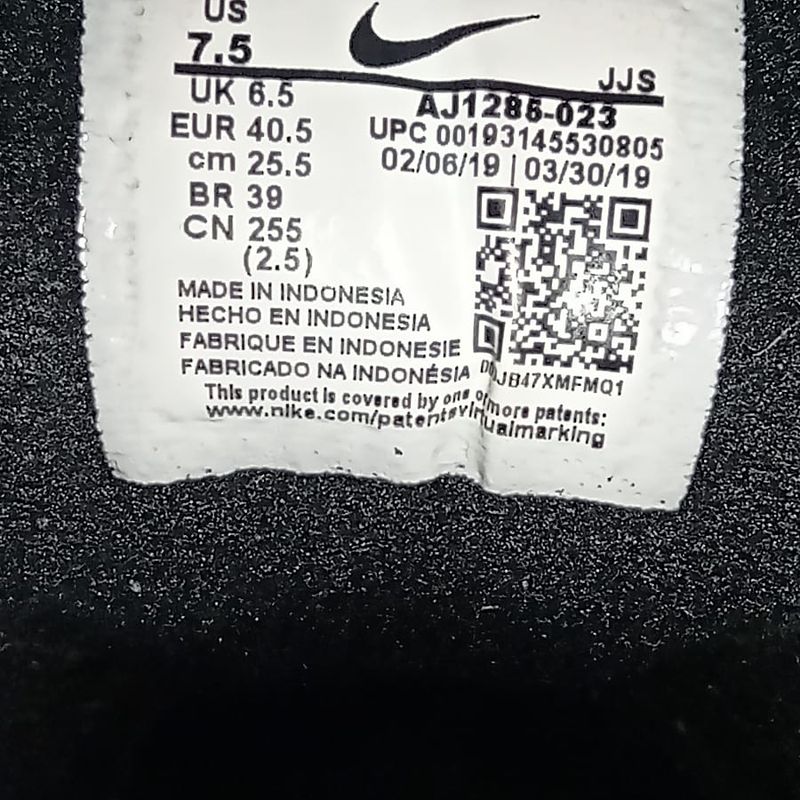 US
7.5
JJS
UK 6.5
AJ1285-023
EUR 40.5
UPC 00193145530805
cm 25.5
02/06/19 | 03/30/19
BR 39
CN 255
(2.5)
MADE IN INDONESIA
HECHO EN INDONESIA
FABRIQUE EN INDONESIE
FABRICADO NA INDONÉSIA
JB47XMFMQ1
This product is covered by one or more patents:
www.nike.com/patentsvirtualmarking